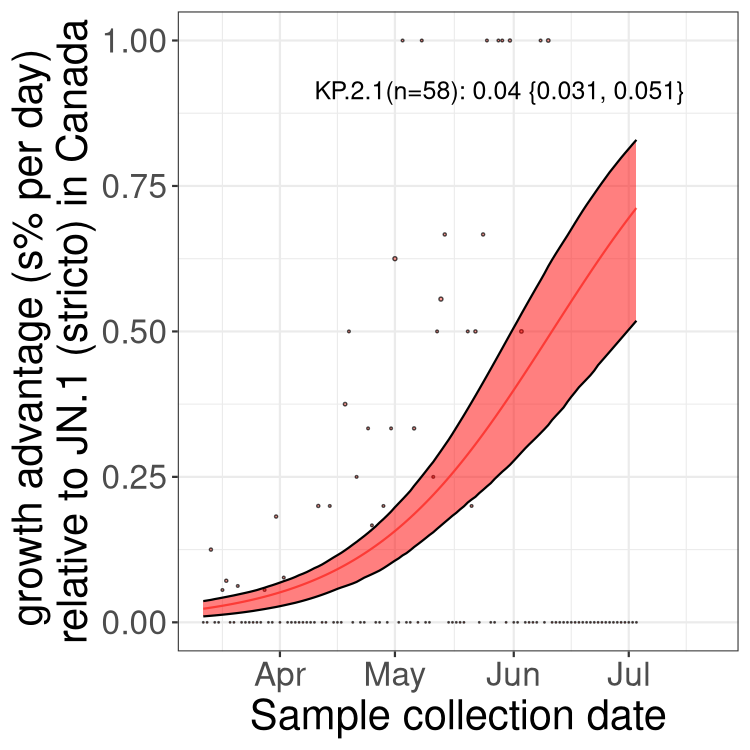 growth advantage (s% per day)
relative to JN.1 (stricto) in Canada
1.00
0.75
0.50
0.25
0.00
KP.2.1(n=58): 0.04 {0.031, 0.051}
Apr May Jun Jul
Sample collection date